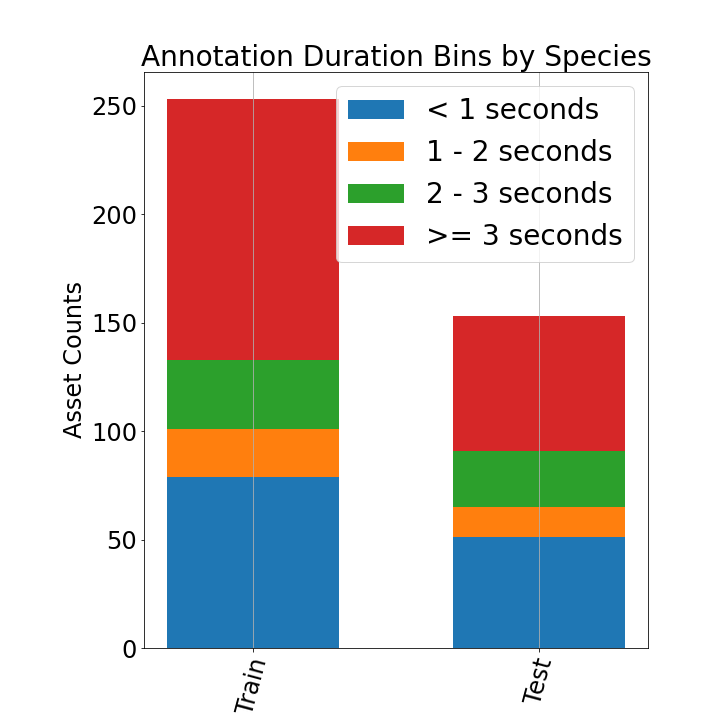 Annotation Duration Bins by Species
< 1 seconds
1 - 2 seconds
2 - 3 seconds
>= 3 seconds
Asset Counts
250
200
150
100
50
0
Train
Test